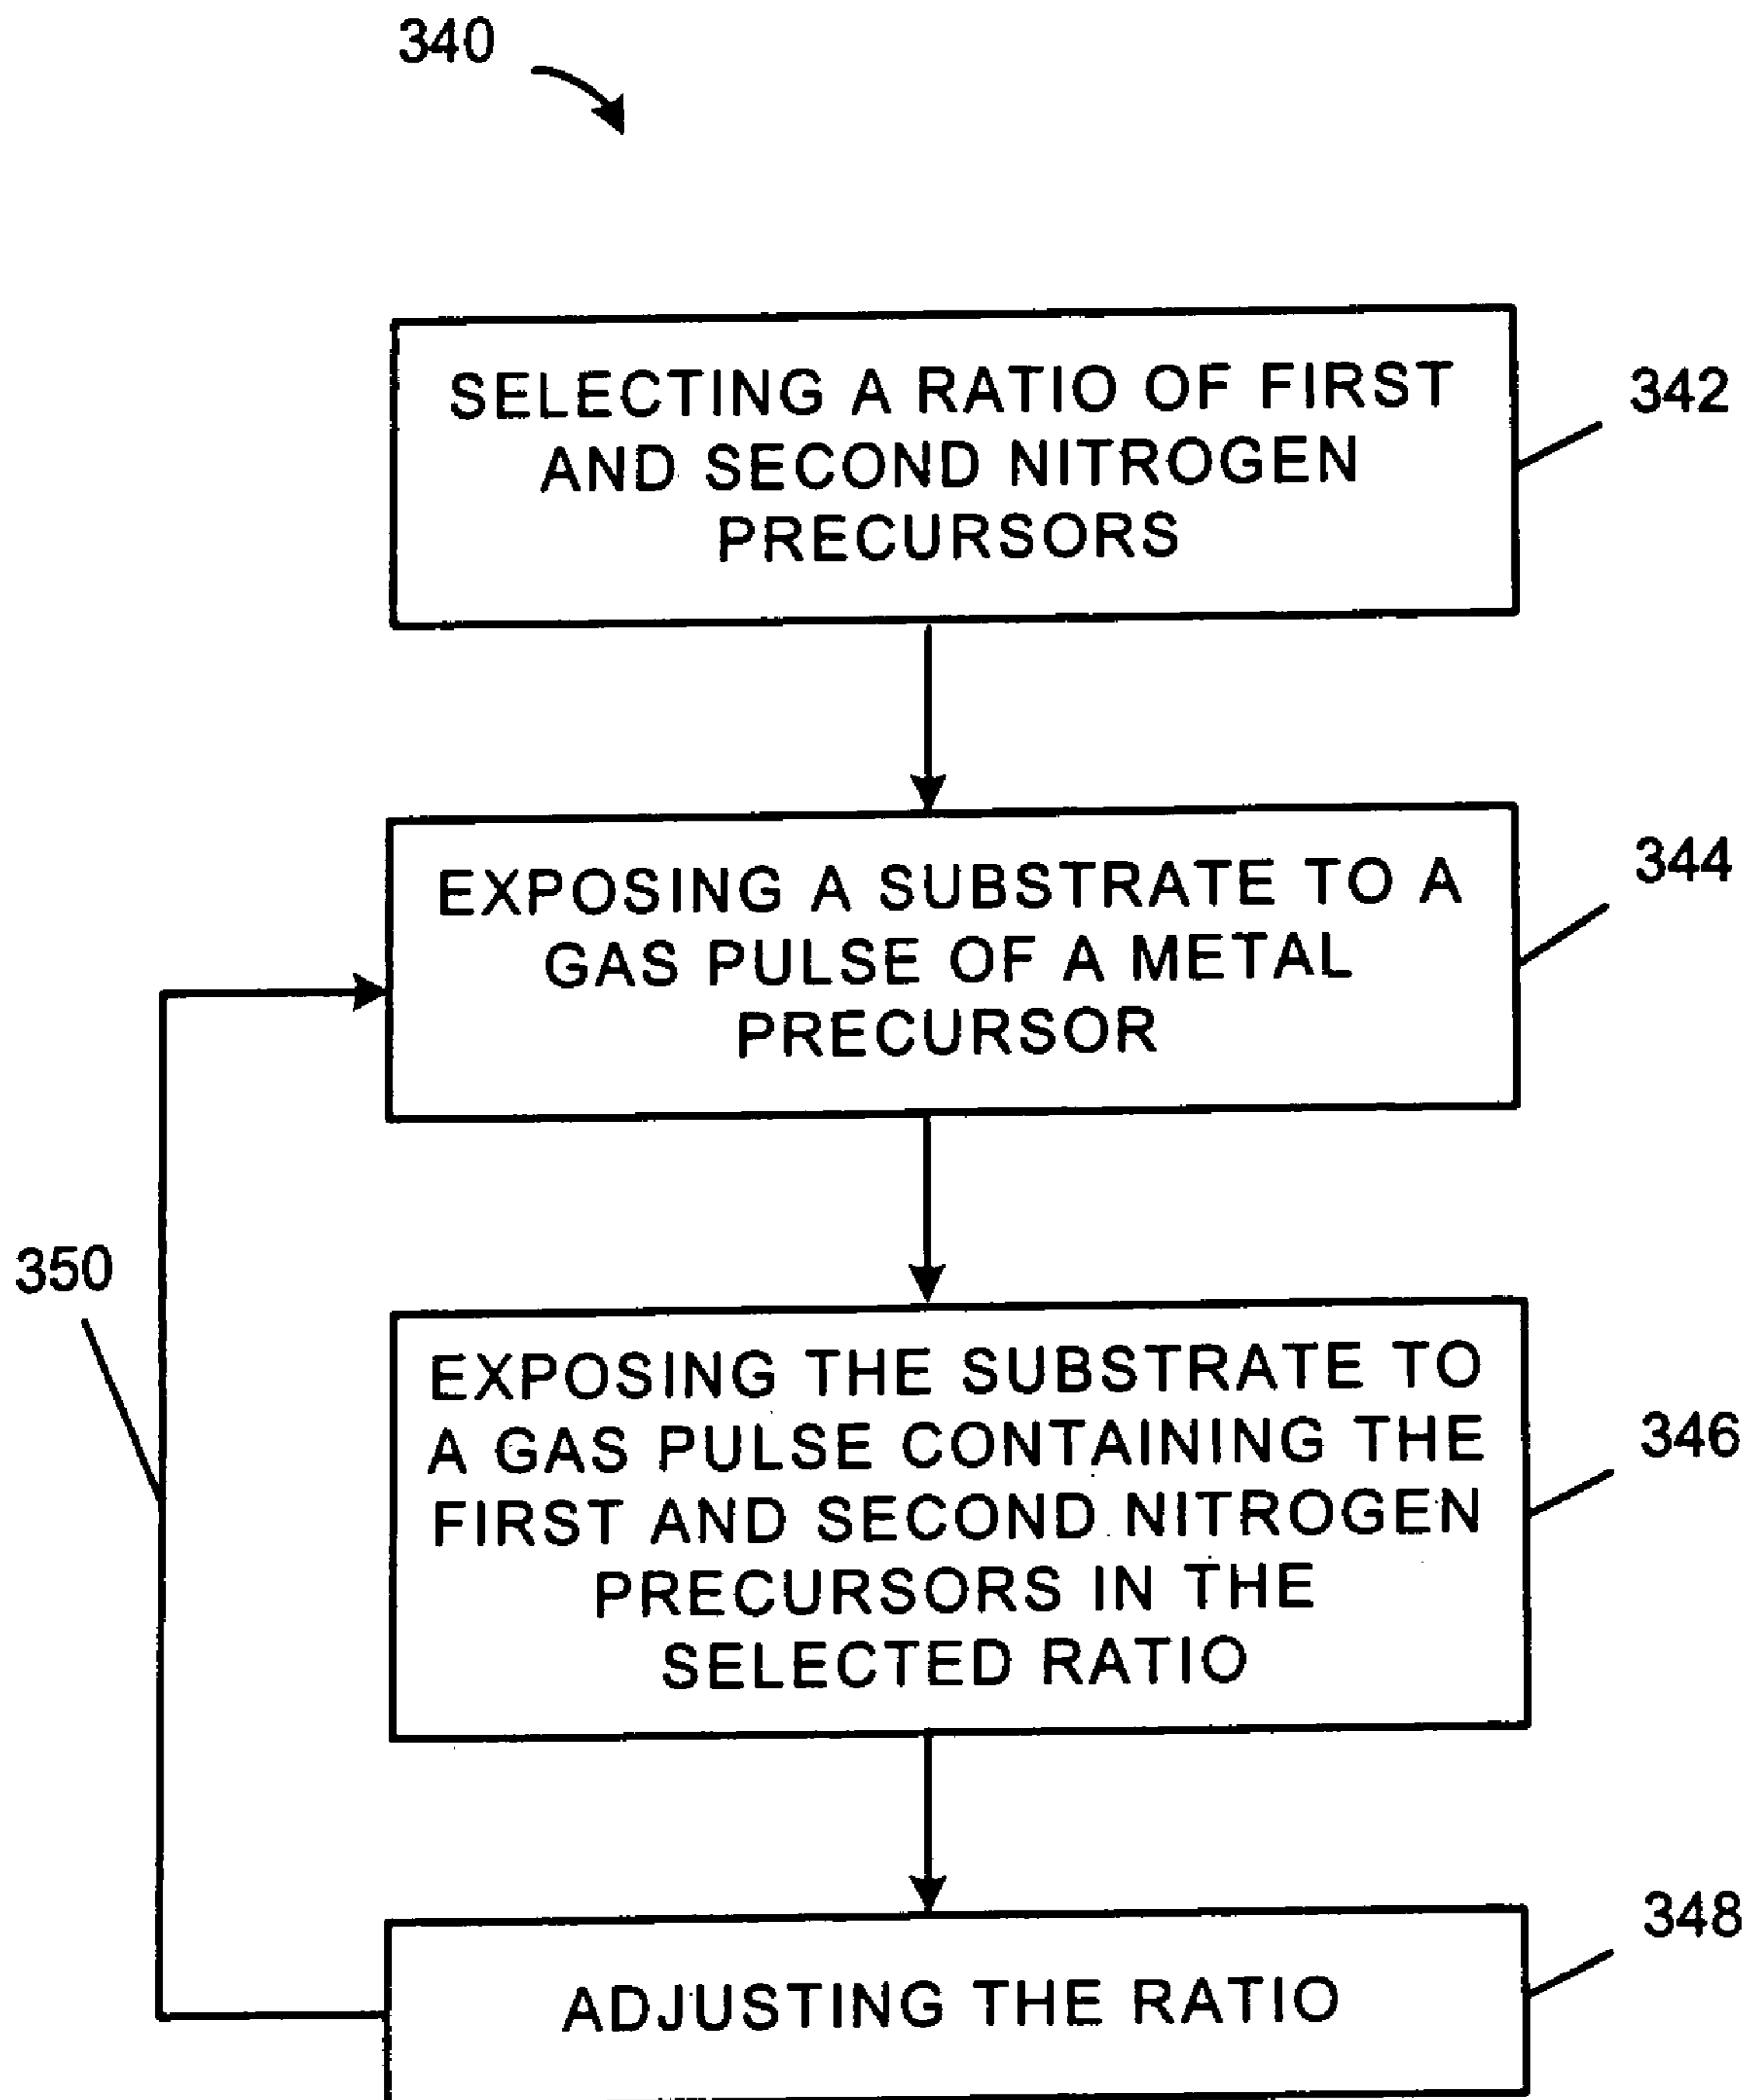 340
SELECTING A RATIO OF FIRST
AND SECOND NITROGEN
PRECURSORS
342
EXPOSING A SUBSTRATE TO A
GAS PULSE OF A METAL
PRECURSOR
344
350
EXPOSING THE SUBSTRATE TO
A GAS PULSE CONTAINING THE
FIRST AND SECOND NITROGEN
PRECURSORS IN THE
SELECTED RATIO
346
ADJUSTING THE RATIO
348